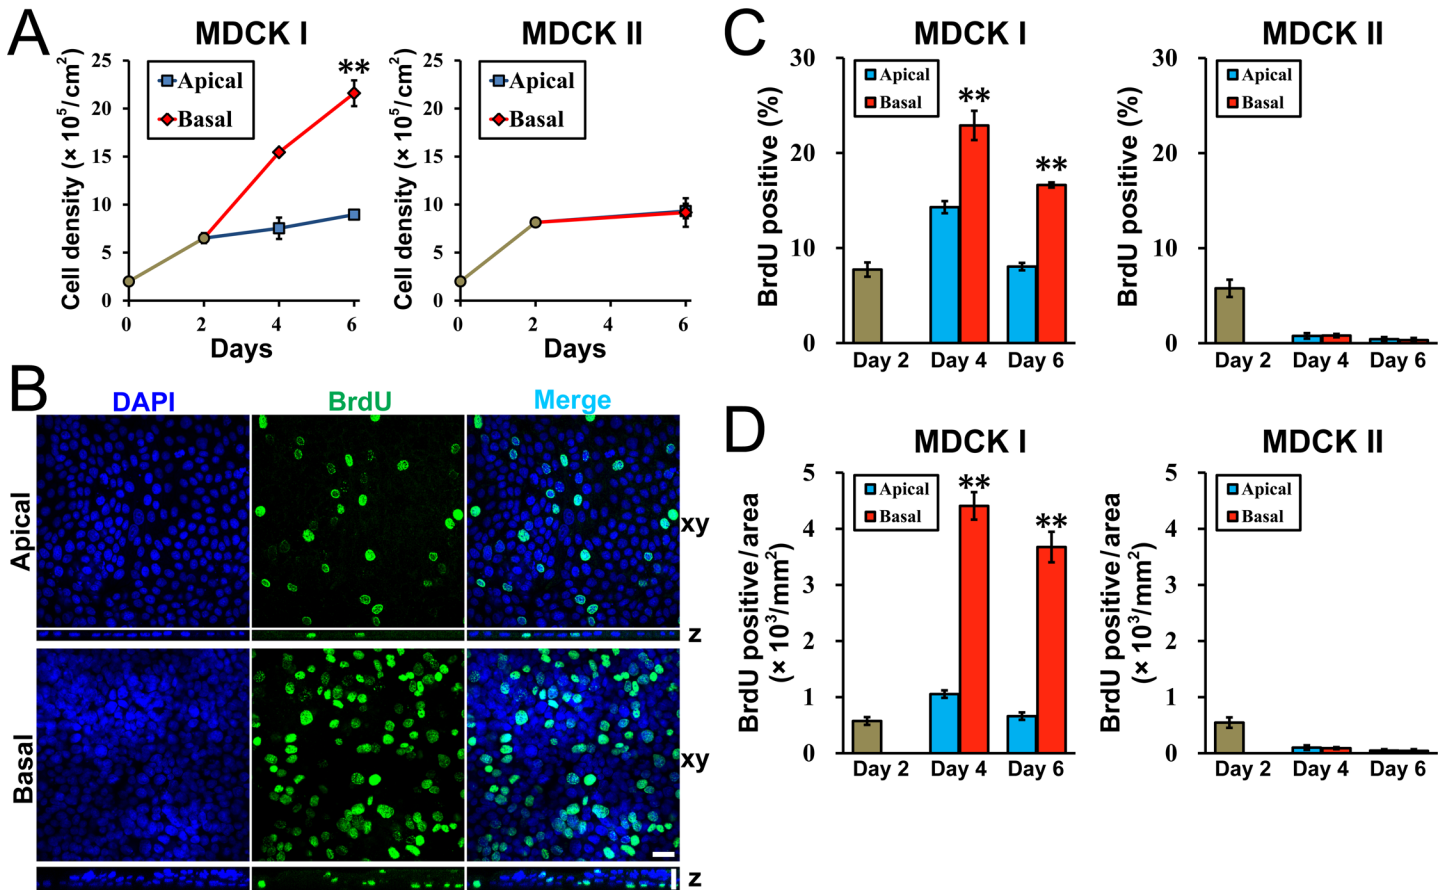 A
MDCK I
Cell density (× 10⁵/cm²)
25
20
15
10
5
0
Apical
Basal
**
0
2
4
6
Days
MDCK II
Cell density (× 10⁵/cm²)
25
20
15
10
5
0
Apical
Basal
0
2
4
6
Days
B
DAPI
BrdU
Merge
Apical
xy
z
Basal
xy
z
C
MDCK I
BrdU positive (%)
30
20
10
0
Apical
Basal
**
**
Day 2
Day 4
Day 6
MDCK II
BrdU positive (%)
30
20
10
0
Apical
Basal
Day 2
Day 4
Day 6
D
MDCK I
BrdU positive/area
(× 10³/mm²)
5
4
3
2
1
0
Apical
Basal
**
**
Day 2
Day 4
Day 6
MDCK II
BrdU positive/area
(× 10³/mm²)
5
4
3
2
1
0
Apical
Basal
Day 2
Day 4
Day 6